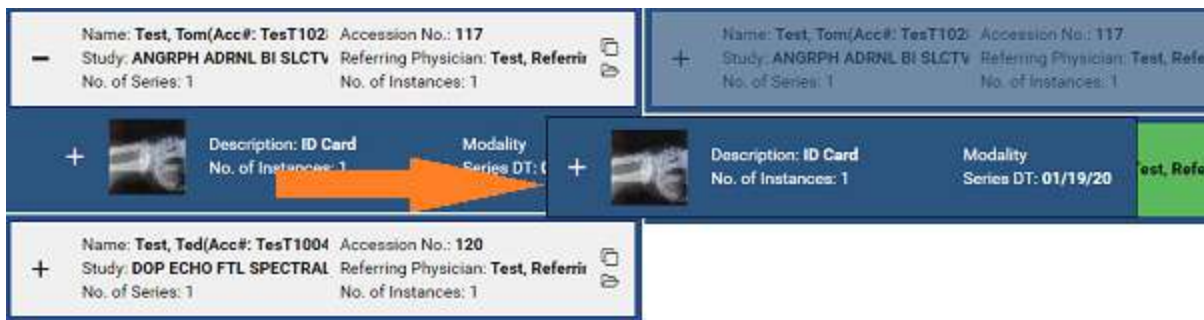 Name: Test, Tom(Acc#: TesT102 Accession No.: 117
Study: ANGRPH ADRNL BI SLCTV Referring Physician: Test, Referrin
No. of Series: 1 No. of Instances: 1
Name: Test, Tom(Acc#: TesT102 Accession No.: 117
Study: ANGRPH ADRNL BI SLCTV Referring Physician: Test, Refe
No. of Series: 1 No. of Instances: 1
Description: ID Card Modality
No. of Instances: 1 Series DT:
Description: ID Card Modality
No. of Instances: 1 Series DT: 01/19/20
est, Refe
Name: Test, Ted(Acc#: TesT1004 Accession No.: 120
Study: DOP ECHO FTL SPECTRAL Referring Physician: Test, Referrin
No. of Series: 1 No. of Instances: 1